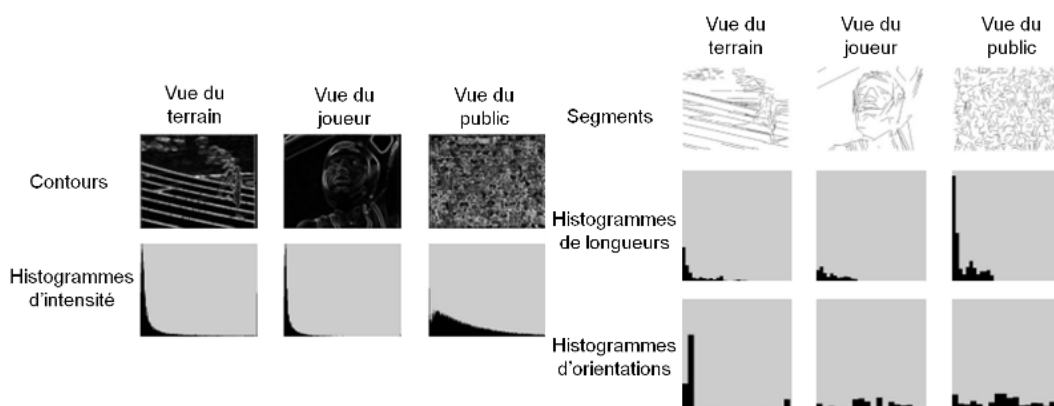 Vue du
terrain
Vue du
joueur
Vue du
public
Contours
Histogrammes
d'intensité
Vue du
terrain
Vue du
joueur
Vue du
public
Segments
Histogrammes
de longueurs
Histogrammes
d'orientations